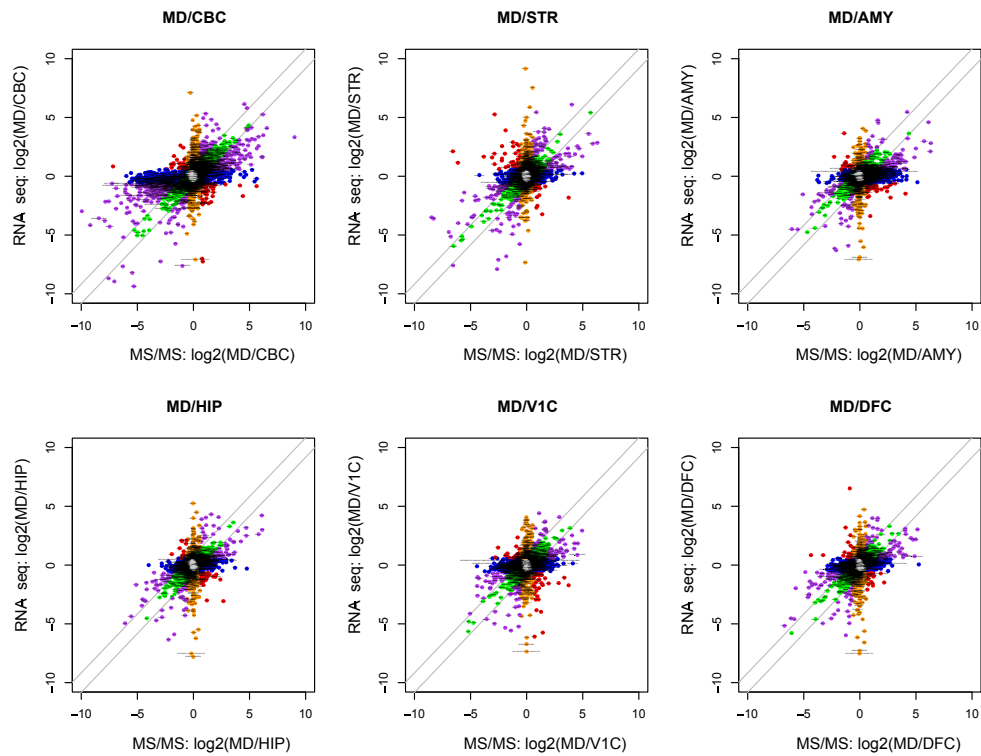 MD/CBC
MD/STR
MD/AMY
RNA seq: log2(MD/CBC)
10
5
0
−5
−10
−10 −5 0 5 10
MS/MS: log2(MD/CBC)
RNA seq: log2(MD/STR)
10
5
0
−5
−10
−10 −5 0 5 10
MS/MS: log2(MD/STR)
RNA seq: log2(MD/AMY)
10
5
0
−5
−10
−10 −5 0 5 10
MS/MS: log2(MD/AMY)
MD/HIP
MD/V1C
MD/DFC
RNA seq: log2(MD/HIP)
10
5
0
−5
−10
−10 −5 0 5 10
MS/MS: log2(MD/HIP)
RNA seq: log2(MD/V1C)
10
5
0
−5
−10
−10 −5 0 5 10
MS/MS: log2(MD/V1C)
RNA seq: log2(MD/DFC)
10
5
0
−5
−10
−10 −5 0 5 10
MS/MS: log2(MD/DFC)